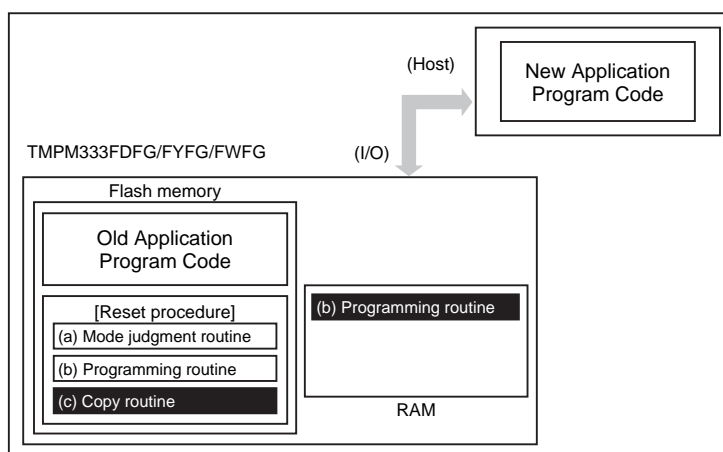 (Host)
New Application
Program Code
TMPM333FDFG/FYFG/FWFG
(I/O)
Flash memory
Old Application
Program Code
[Reset procedure]
(a) Mode judgment routine
(b) Programming routine
(c) Copy routine
(b) Programming routine
RAM